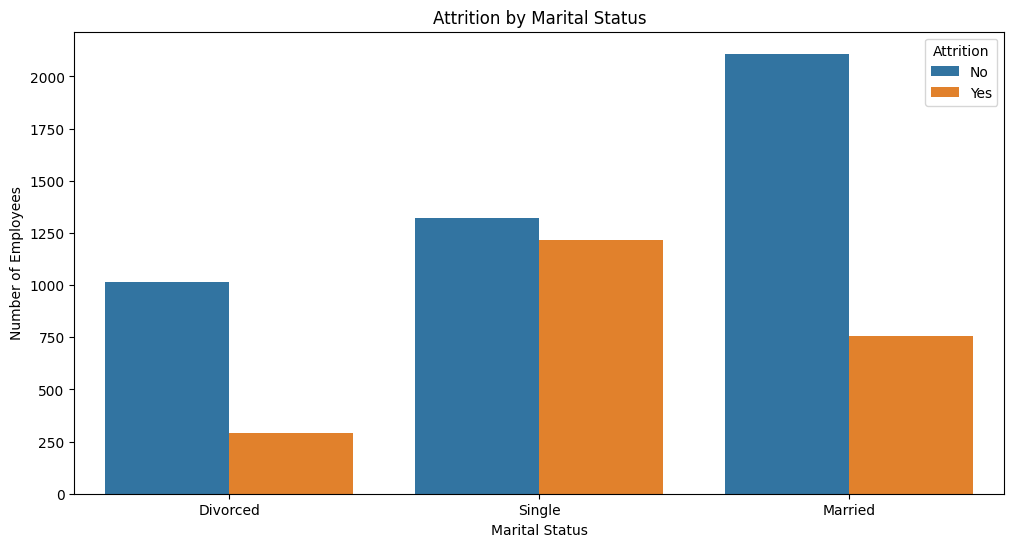 Attrition by Marital Status
Attrition
No
Yes
Number of Employees
2000
1750
1500
1250
1000
750
500
250
0
Divorced
Single
Married
Marital Status